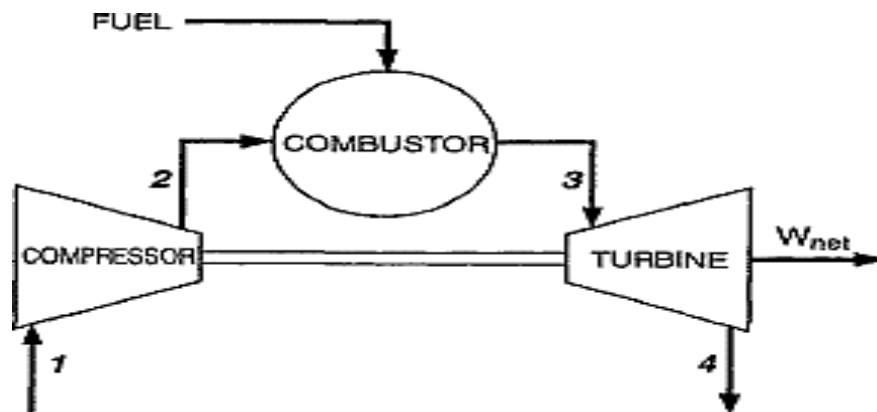 FUEL
COMBUSTOR
2
3
COMPRESSOR
TURBINE
Wnet
1
4